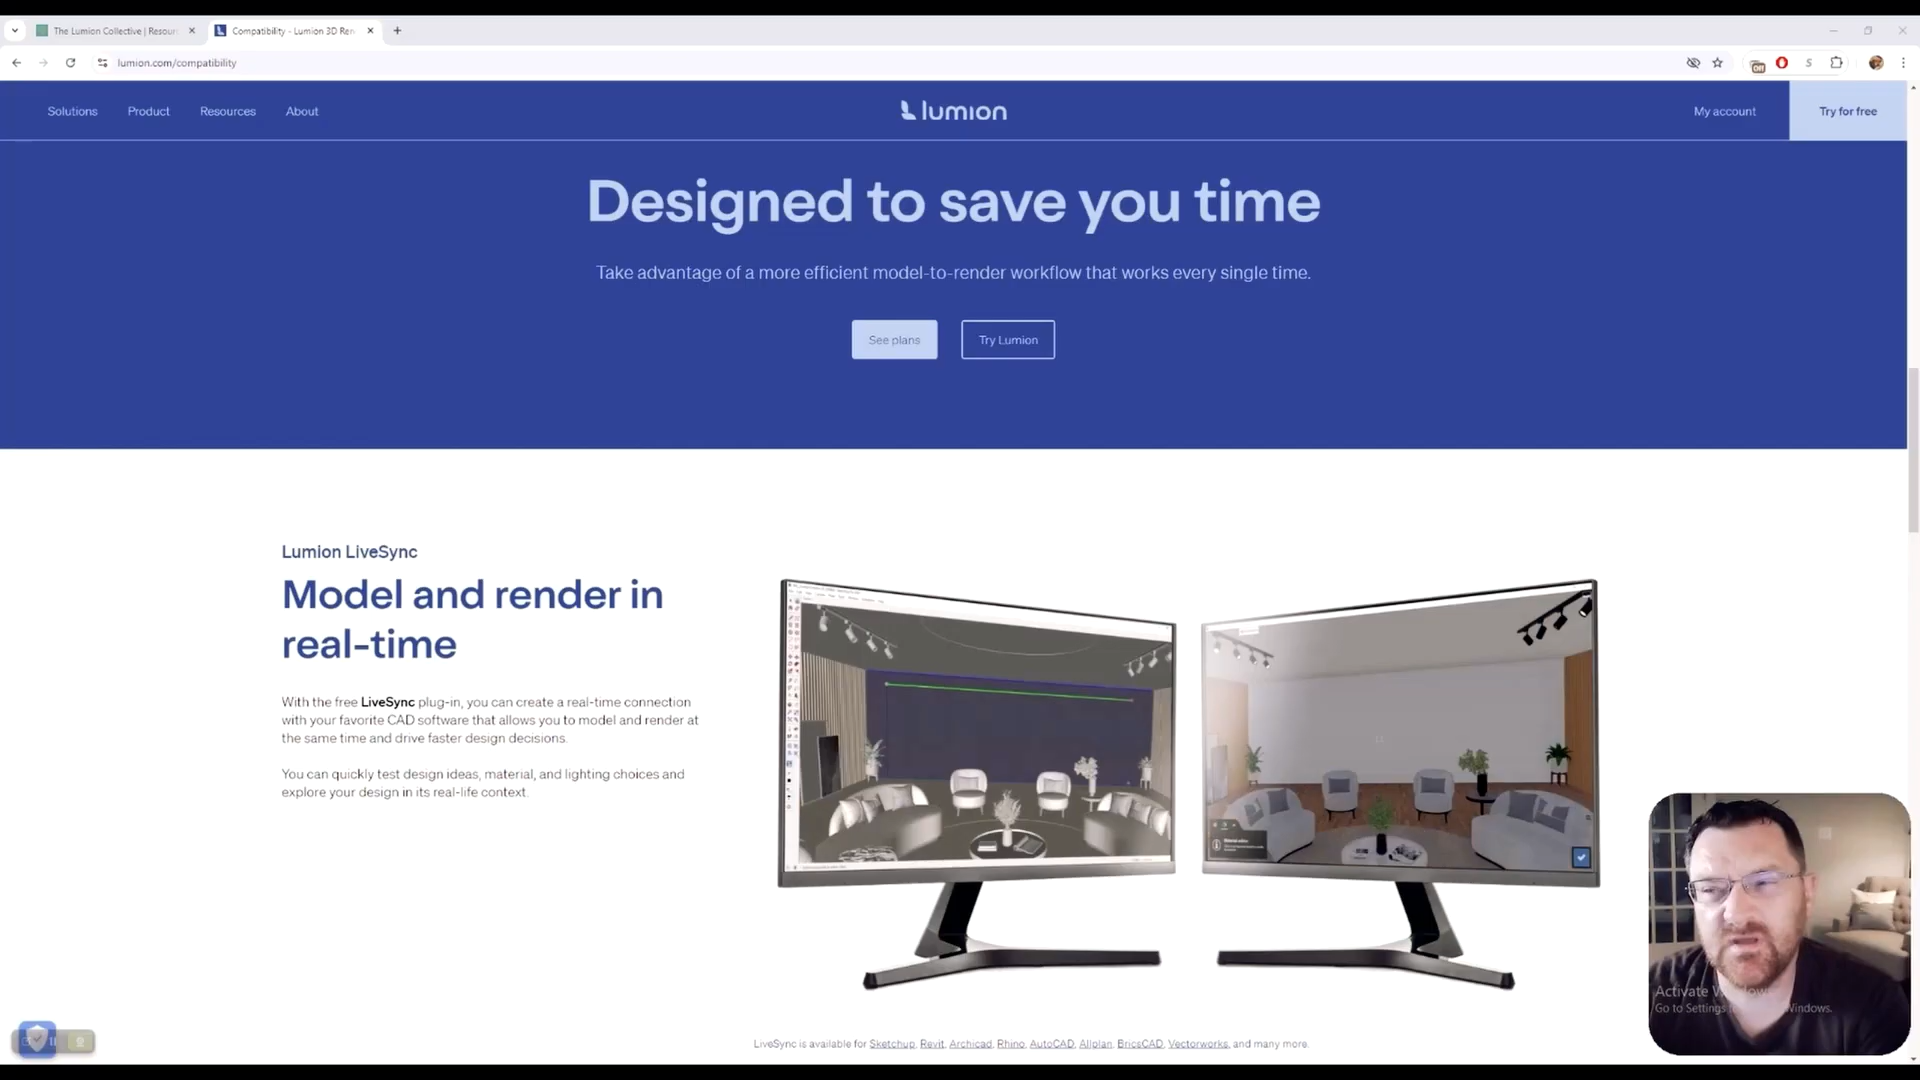 The Lumion Collective | Resour
Compatibility - Lumion 3D Ren
lumion.com/compatibility
Off
Solutions
Product
Resources
About
lumion
My account
Try for free
Designed to save you time
Take advantage of a more efficient model-to-render workflow that works every single time.
See plans
Try Lumion
Lumion LiveSync
Model and render in
real-time
With the free LiveSync plug-in, you can create a real-time connection
with your favorite CAD software that allows you to model and render at
the same time and drive faster design decisions.
You can quickly test design ideas, material, and lighting choices and
explore your design in its real-life context.
Activate
Go to Settings
Windows.
LiveSync is available for Sketchup, Revit, Archicad, Rhino, AutoCAD, Allplan, BricsCAD, Vectorworks, and many more.